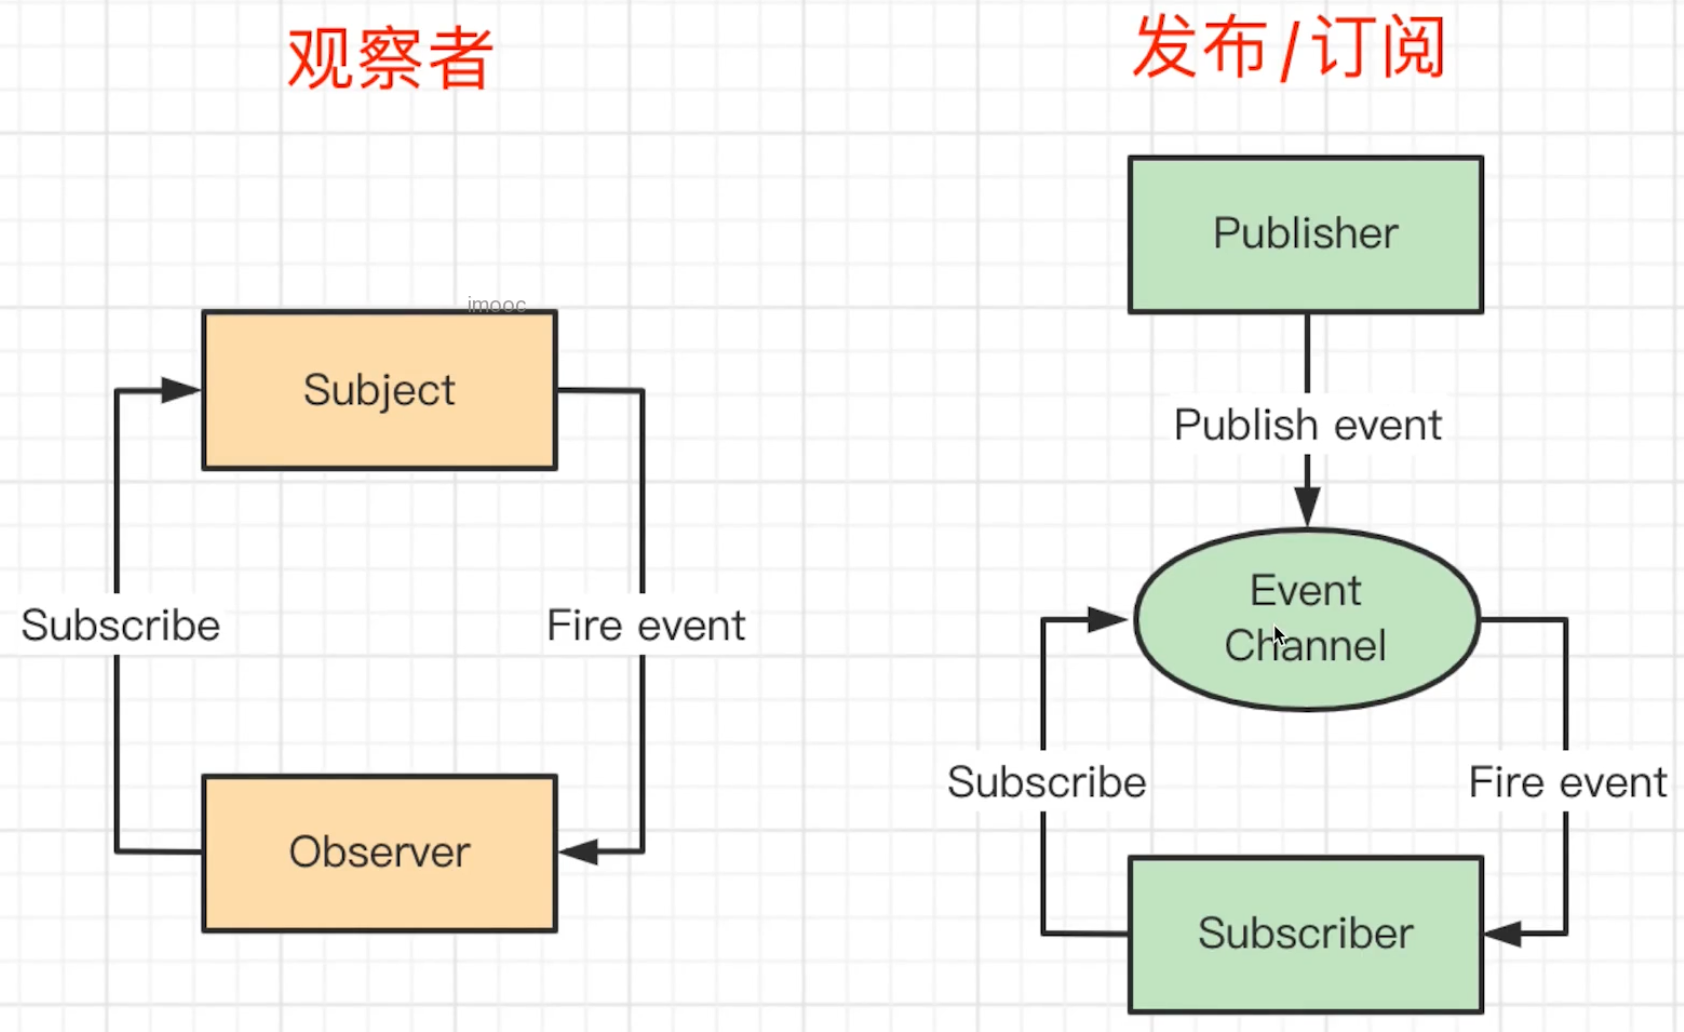 观察者
发布/订阅
Publisher
imooc
Subject
Publish event
Event
Channel
Subscribe
Fire event
Subscribe
Fire event
Observer
Subscriber